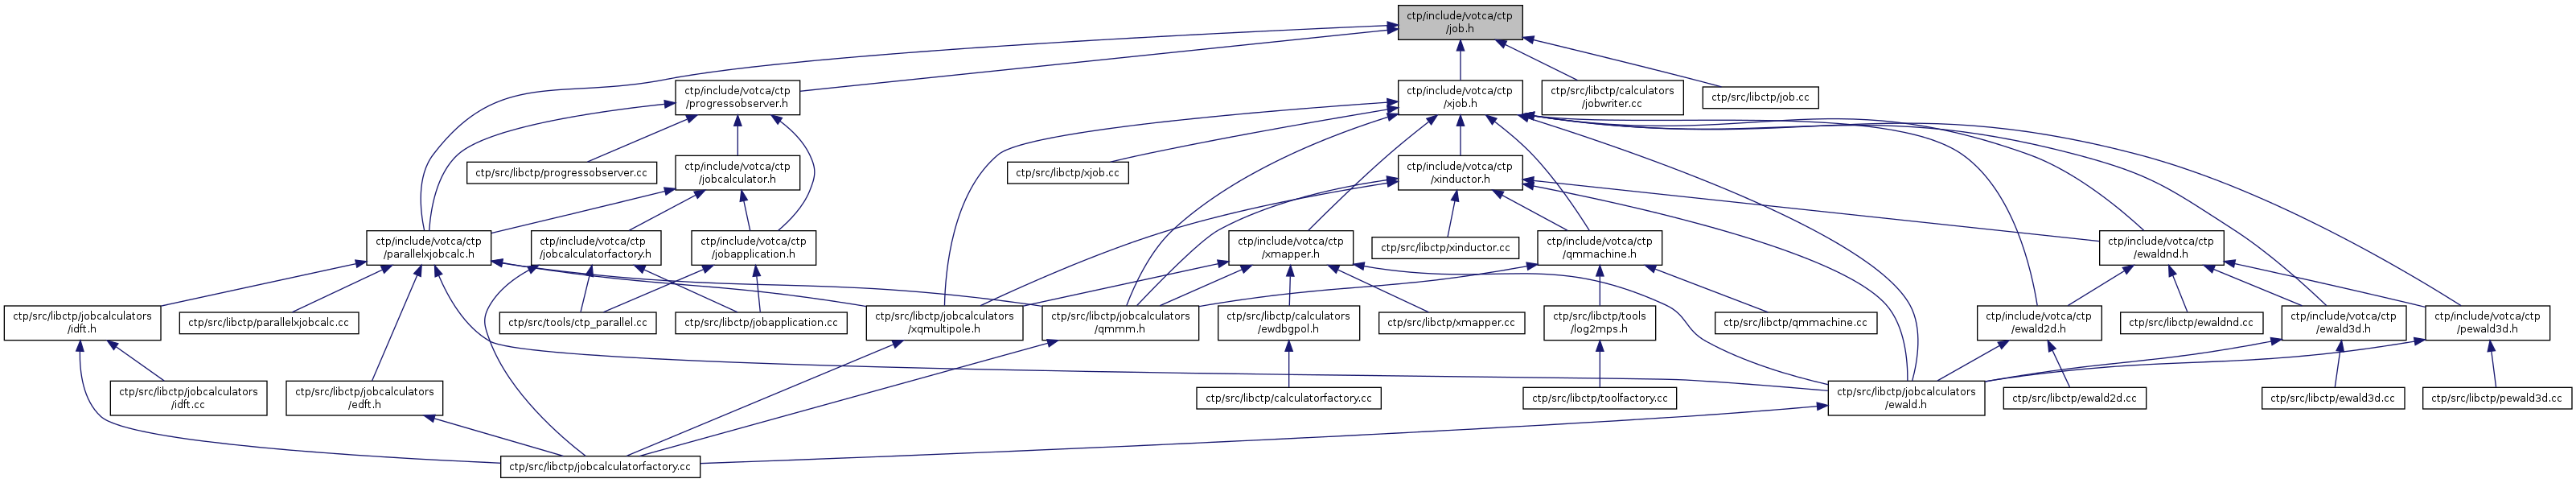 ctp/include/votca/ctp
/job.h
ctp/include/votca/ctp
/progressobserver.h
ctp/include/votca/ctp
/xjob.h
ctp/src/libctp/calculators
/jobwriter.cc
ctp/src/libctp/job.cc
ctp/src/libctp/progressobserver.cc
ctp/include/votca/ctp
/jobcalculator.h
ctp/src/libctp/xjob.cc
ctp/include/votca/ctp
/xinductor.h
ctp/include/votca/ctp
/parallelxjobcalc.h
ctp/include/votca/ctp
/jobcalculatorfactory.h
ctp/include/votca/ctp
/jobapplication.h
ctp/include/votca/ctp
/xmapper.h
ctp/src/libctp/xinductor.cc
ctp/include/votca/ctp
/qmmachine.h
ctp/include/votca/ctp
/ewaldnd.h
ctp/src/libctp/jobcalculators
/idft.h
ctp/src/libctp/parallelxjobcalc.cc
ctp/src/tools/ctp_parallel.cc
ctp/src/libctp/jobapplication.cc
ctp/src/libctp/jobcalculators
/xqmultipole.h
ctp/src/libctp/jobcalculators
/qmmm.h
ctp/src/libctp/calculators
/ewdbgpol.h
ctp/src/libctp/xmapper.cc
ctp/src/libctp/tools
/log2mps.h
ctp/src/libctp/qmmachine.cc
ctp/include/votca/ctp
/ewald2d.h
ctp/src/libctp/ewaldnd.cc
ctp/include/votca/ctp
/ewald3d.h
ctp/include/votca/ctp
/pewald3d.h
ctp/src/libctp/jobcalculators
/idft.cc
ctp/src/libctp/jobcalculators
/edft.h
ctp/src/libctp/calculatorfactory.cc
ctp/src/libctp/toolfactory.cc
ctp/src/libctp/jobcalculators
/ewald.h
ctp/src/libctp/ewald2d.cc
ctp/src/libctp/ewald3d.cc
ctp/src/libctp/pewald3d.cc
ctp/src/libctp/jobcalculatorfactory.cc